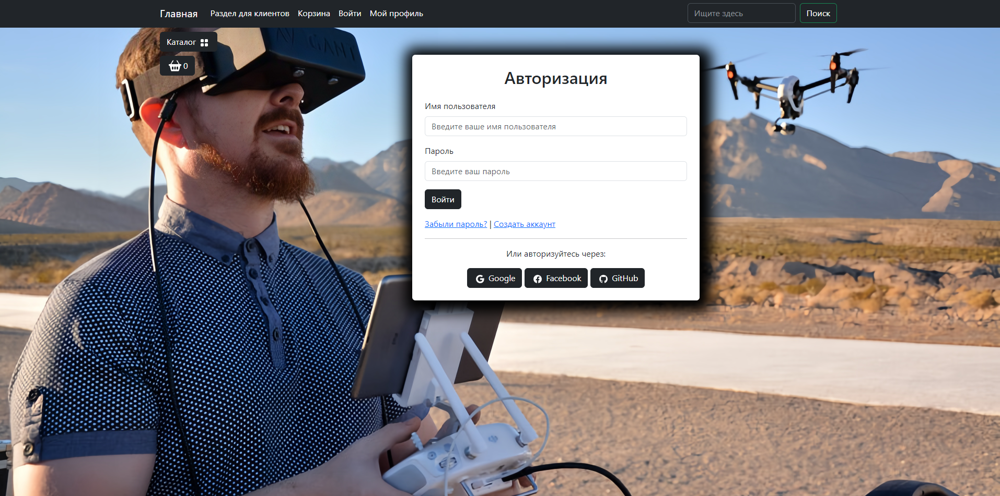 Главная Раздел для клиентов Корзина Войти Мой профиль Ищите здесь Поиск
Каталог
0
Авторизация
Имя пользователя
Введите ваше имя пользователя
Пароль
Введите ваш пароль
Войти
Забыли пароль? | Создать аккаунт
Или авторизуйтесь через:
Google Facebook GitHub